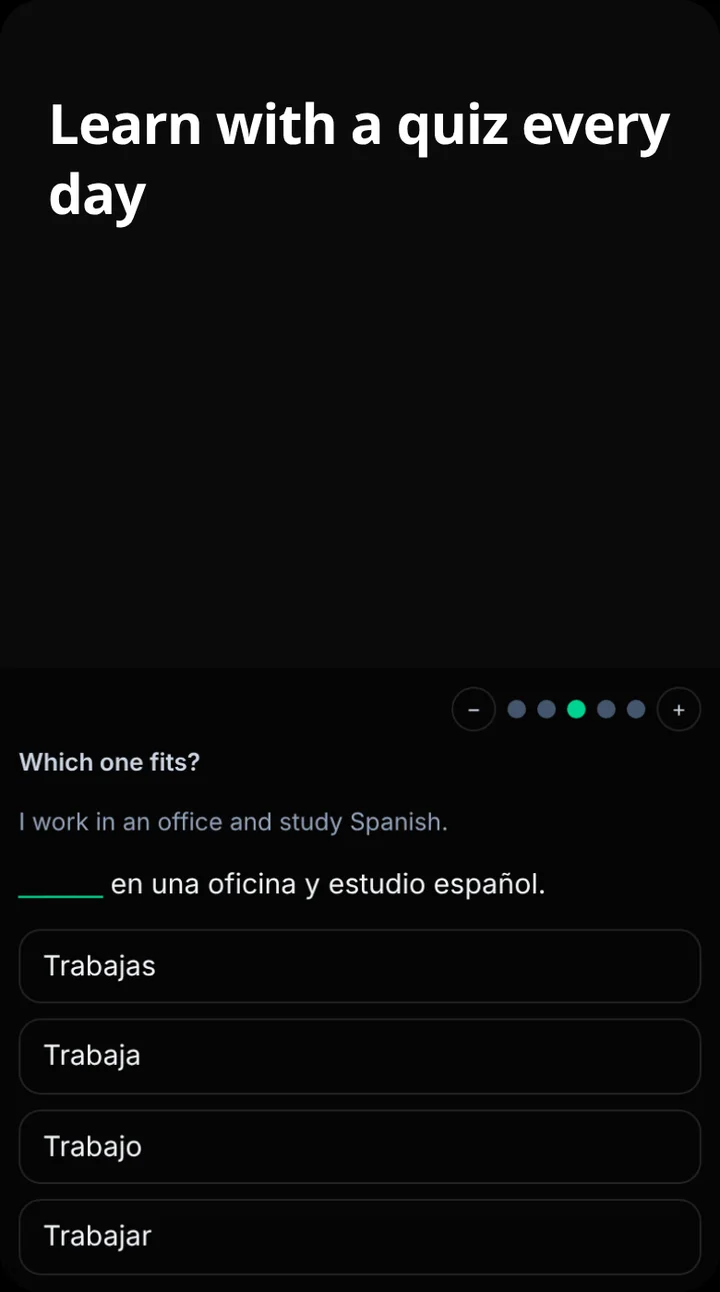 Learn with a quiz every
day
Which one fits?
I work in an office and study Spanish.
______ en una oficina y estudio español.
Trabajas
Trabaja
Trabajo
Trabajar